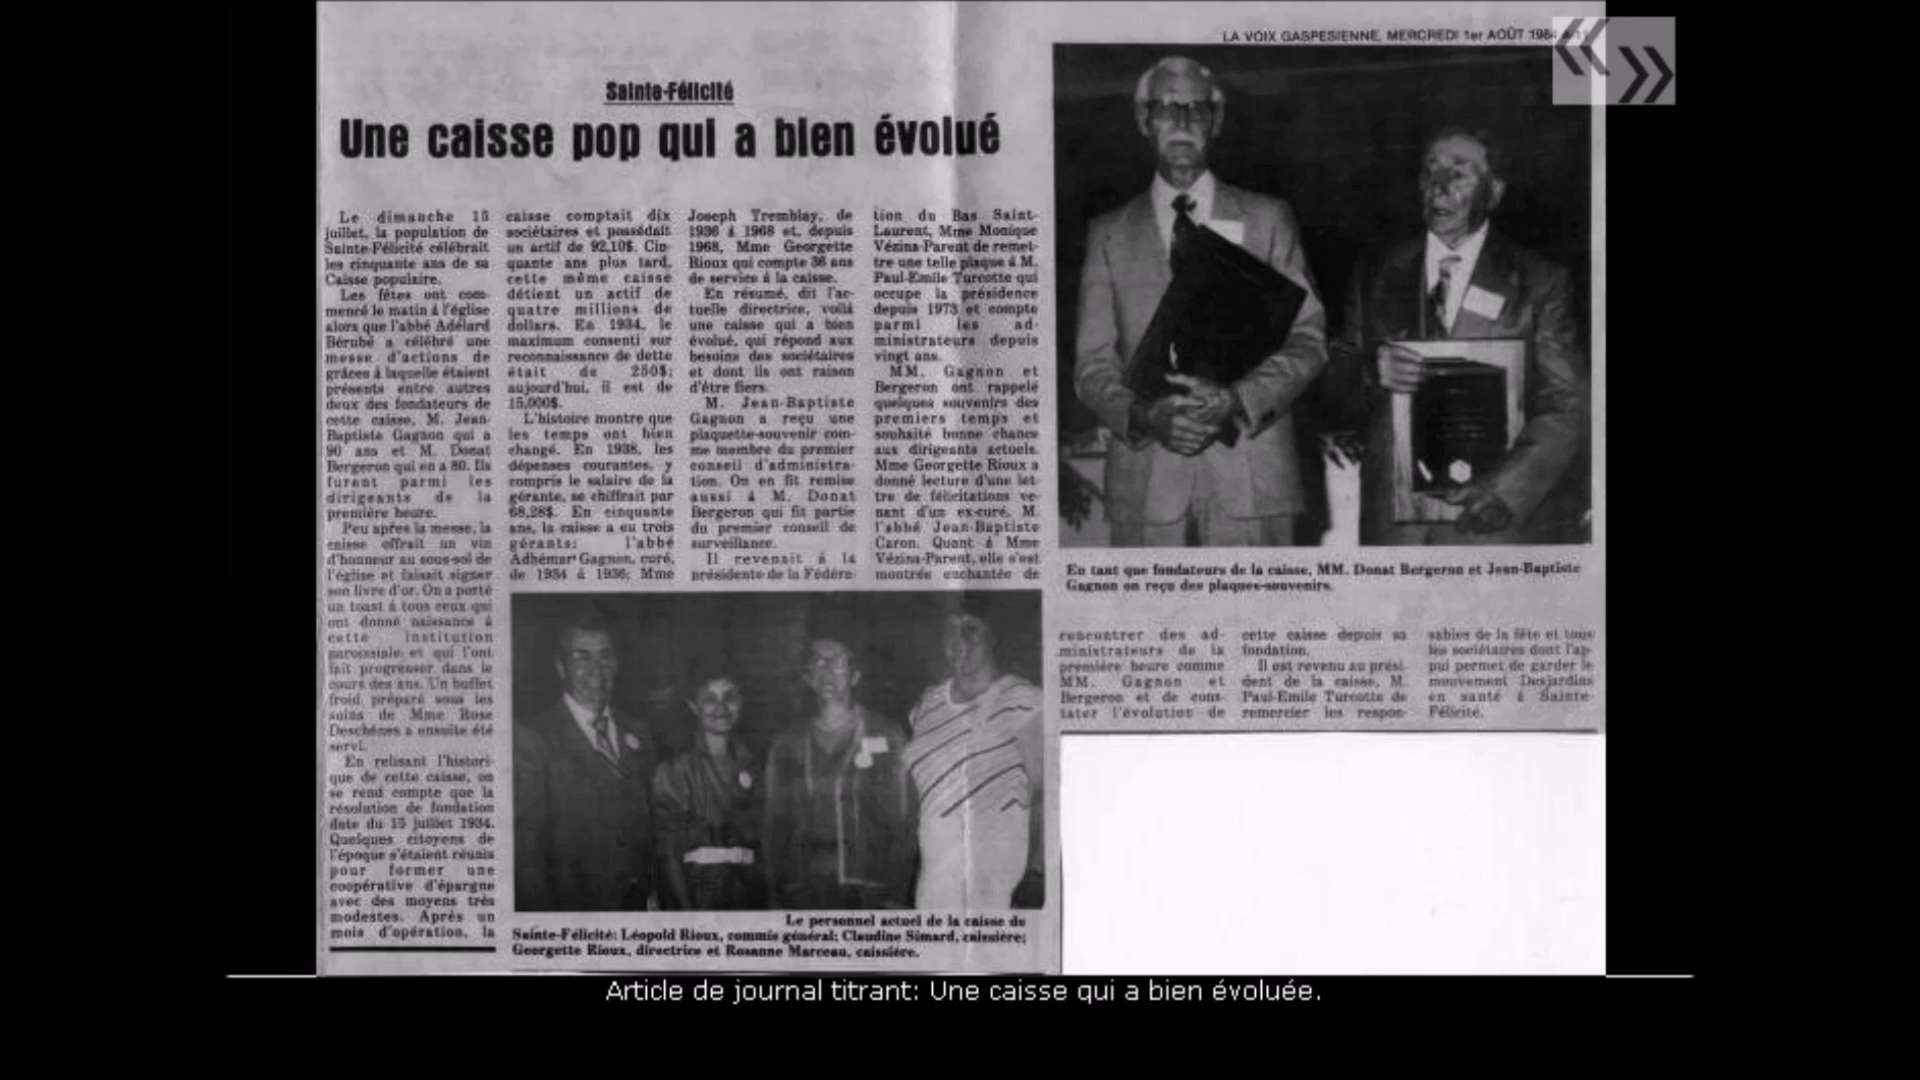 LA VOIX GASPESIENNE, MERCREDI 1er AOÛT 1984
Sainte-Félicité
Une caisse pop qui a bien évolué
Le dimanche 15
juillet, la population de
Sainte-Félicité célébrait
les cinquante ans de sa
Caisse populaire.
Les fêtes ont com-
mencé le matin à l'église
alors que l'abbé Adélard
Bérubé a célébré une
messe d'actions de
grâces à laquelle étaient
présents entre autres
deux des fondateurs de
cette caisse, M. Jean-
Baptiste Gagnon qui a
90 ans et M. Donat
Bergeron qui en a 80. Ils
furent parmi les
dirigeants de la
première heure.
Peu après la messe, la
caisse offrait un vin
d'honneur au sous-sol de
l'église et faisait signer
son livre d'or. On a porté
un toast à tous ceux qui
ont donné naissance à
cette institution
paroissiale et qui l'ont
fait progresser dans le
cours des ans. Un buffet
froid préparé sous les
soins de Mme Rose
Deschênes a ensuite été
servi.
En relisant l'histori-
que de cette caisse, on
se rend compte que la
résolution de fondation
date du 15 juillet 1934.
Quelques citoyens de
l'époque s'étaient réunis
pour former une
coopérative d'épargne
avec des moyens très
modestes. Après un
mois d'opération, la
caisse comptait dix
sociétaires et possédait
un actif de 92,10$. Cin-
quante ans plus tard,
cette même caisse
détient un actif de
quatre millions de
dollars. En 1934, le
maximum consenti sur
reconnaissance de dette
était de 250$;
aujourd'hui, il est de
15,000$.
L'histoire montre que
les temps ont bien
changé. En 1938, les
dépenses courantes, y
compris le salaire de la
gérante, se chiffrait par
68,28$. En cinquante
ans, la caisse a eu trois
gérants: l'abbé
Adhémar Gagnon, curé,
de 1934 à 1936; Mme
Joseph Tremblay, de
1936 à 1968 et, depuis
1968, Mme Georgette
Rioux qui compte 36 ans
de service à la caisse.
En résumé, dit l'ac-
tuelle directrice, voilà
une caisse qui a bien
évolué, qui répond aux
besoins des sociétaires
et dont ils ont raison
d'être fiers.
M. Jean-Baptiste
Gagnon a reçu une
plaquette-souvenir com-
me membre du premier
conseil d'administra-
tion. On en fit remise
aussi à M. Donat
Bergeron qui fit partie
du premier conseil de
surveillance.
Il revenait à la
présidente de la Fédéra-
tion du Bas Saint-
Laurent, Mme Monique
Vézina-Parent de remet-
tre une telle plaque à M.
Paul-Emile Turcotte qui
occupe la présidence
depuis 1973 et compte
parmi les ad-
ministrateurs depuis
vingt ans.
MM. Gagnon et
Bergeron ont rappelé
quelques souvenirs des
premiers temps et
souhaité bonne chance
aux dirigeants actuels.
Mme Georgette Rioux a
donné lecture d'une let
tre de félicitations ve-
nant d'un ex-curé, M.
l'abbé Jean-Baptiste
Caron. Quant à Mme
Vézina-Parent, elle s'est
montrée enchantée de
En tant que fondateurs de la caisse, MM. Donat Bergeron et Jean-Baptiste
Gagnon on reçu des plaques-souvenirs.
rencontrer des ad-
ministrateurs de la
première heure comme
MM. Gagnon et
Bergeron et de cons-
tater l'évolution de
cette caisse depuis sa
fondation.
Il est revenu au prési-
dent de la caisse, M.
Paul-Emile Turcotte de
remercier les respon-
sables de la fête et tous
les sociétaires dont l'ap-
pui permet de garder le
mouvement Desjardins
en santé à Sainte-
Félicité.
Le personnel actuel de la caisse de
Sainte-Félicité: Léopold Rioux, commis général; Claudine Simard, caissière;
Georgette Rioux, directrice et Rosanne Marceau, caissière.
Article de journal titrant: Une caisse qui a bien évoluée.